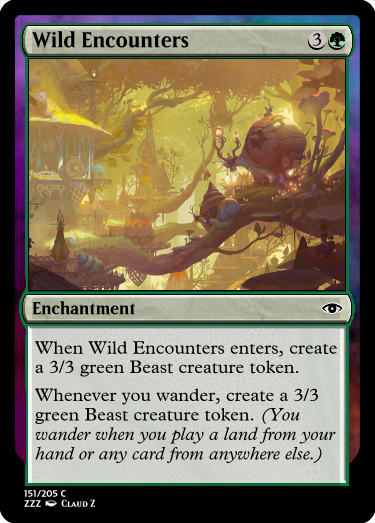 Wild Encounters 3
Enchantment
When Wild Encounters enters, create
a 3/3 green Beast creature token.
Whenever you wander, create a 3/3
green Beast creature token. (You
wander when you play a land from your
hand or any card from anywhere else.)
151/205 C
ZZZ Claud Z